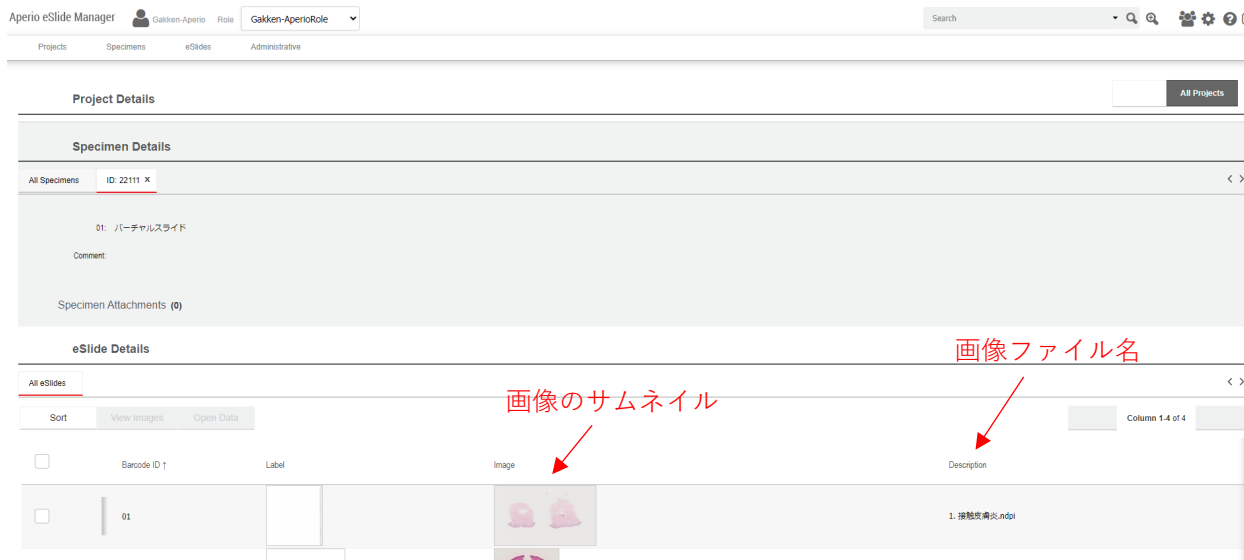 Aperio eSlide Manager Gakken-Aperio Role Gakken-AperioRole Search
Projects Specimens eSlides Administrative
Project Details All Projects
Specimen Details
All Specimens ID: 22111 X
01: バーチャルスライド
Comment:
Specimen Attachments (0)
eSlide Details
画像ファイル名
All eSlides
画像のサムネイル
Sort View Images Open Data Column 1-4 of 4
Barcode ID ↑ Label Image Description
01 1. 接触皮膚炎.ndpi